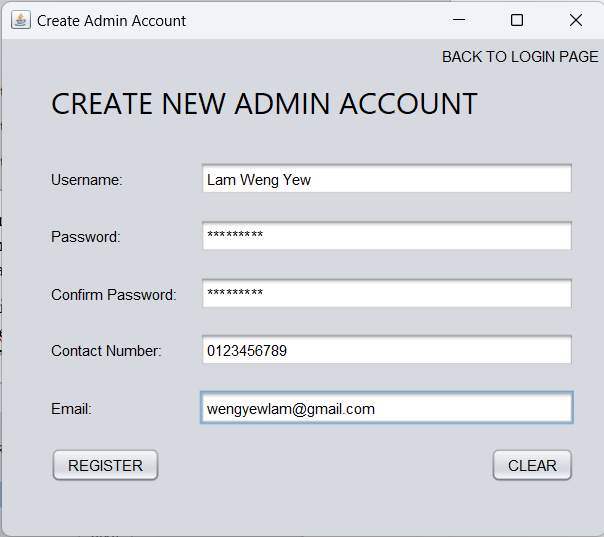 Create Admin Account
BACK TO LOGIN PAGE
CREATE NEW ADMIN ACCOUNT
Username: Lam Weng Yew
Password: *********
Confirm Password: *********
Contact Number: 0123456789
Email: wengyewlam@gmail.com
REGISTER CLEAR